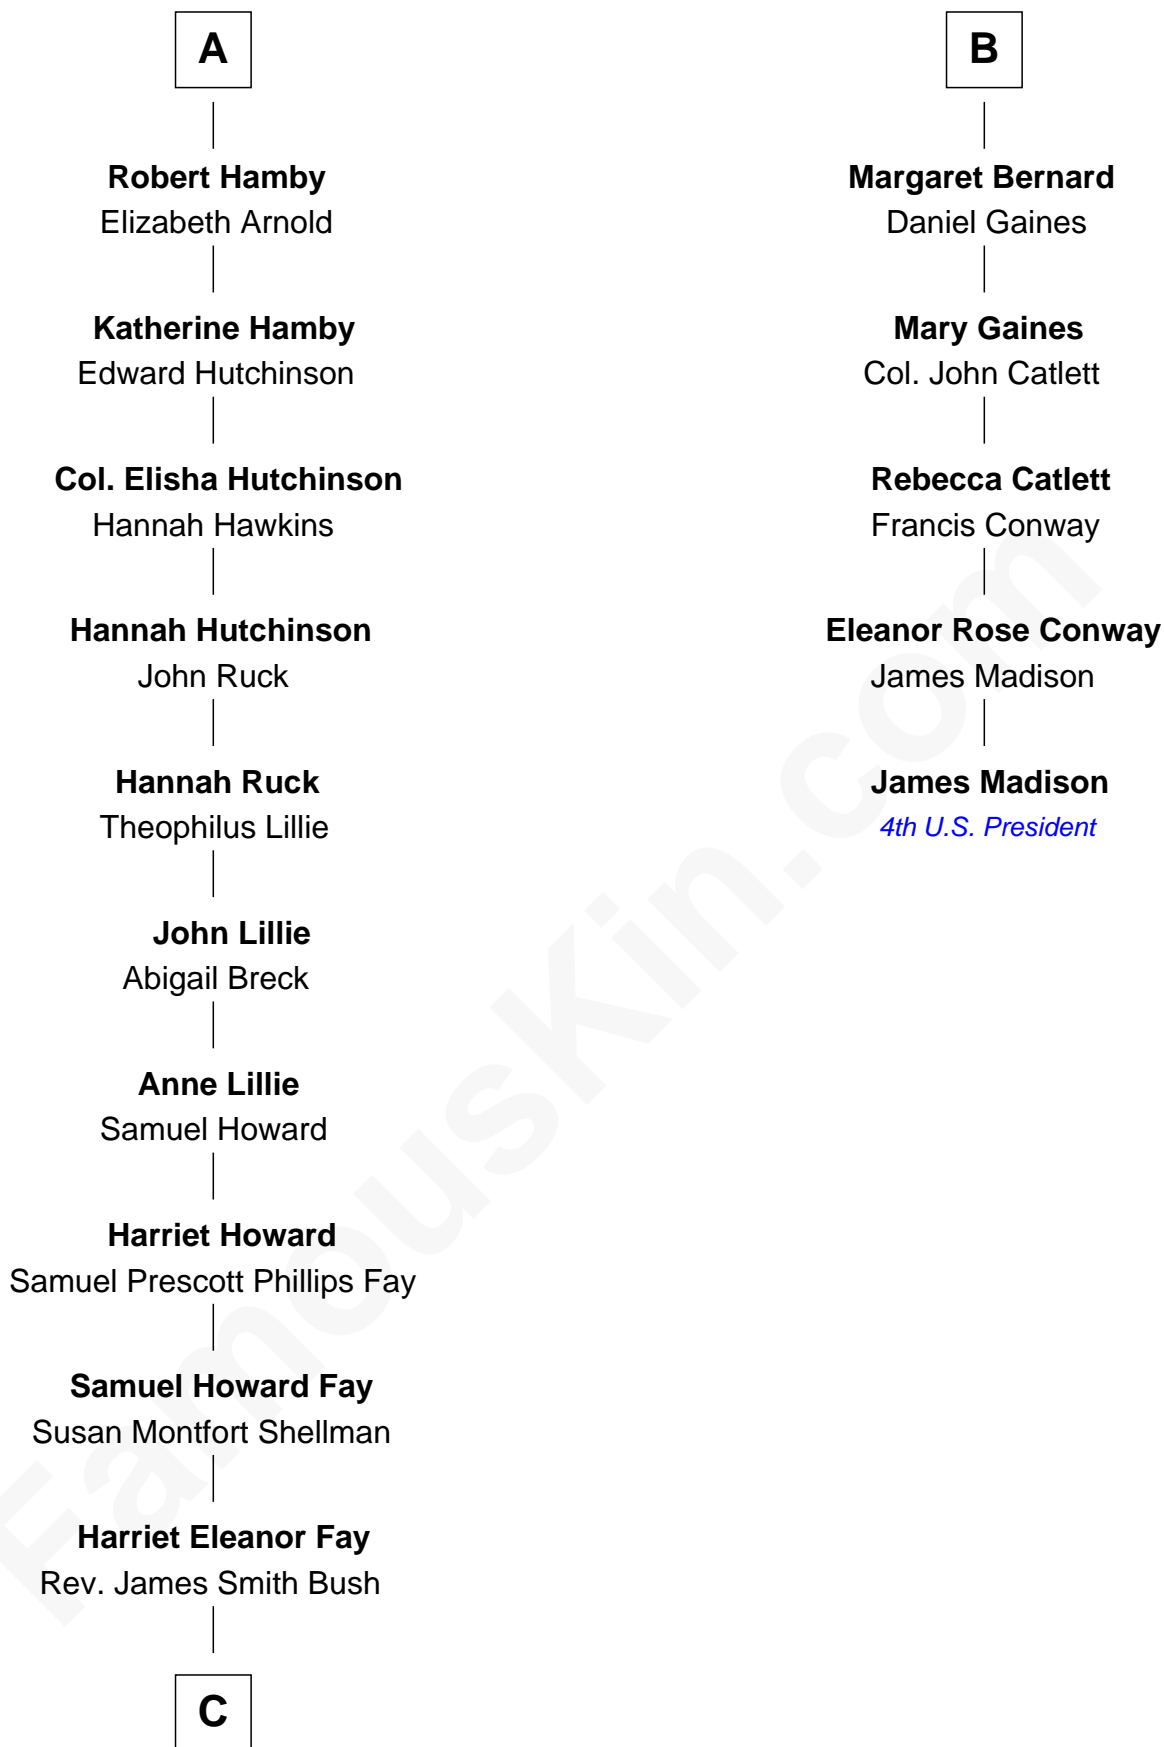 A
Robert Hamby
Elizabeth Arnold
Katherine Hamby
Edward Hutchinson
Col. Elisha Hutchinson
Hannah Hawkins
Hannah Hutchinson
John Ruck
Hannah Ruck
Theophilus Lillie
John Lillie
Abigail Breck
Anne Lillie
Samuel Howard
Harriet Howard
Samuel Prescott Phillips Fay
Samuel Howard Fay
Susan Montfort Shellman
Harriet Eleanor Fay
Rev. James Smith Bush
C
B
Margaret Bernard
Daniel Gaines
Mary Gaines
Col. John Catlett
Rebecca Catlett
Francis Conway
Eleanor Rose Conway
James Madison
James Madison
4th U.S. President
FamousKin.com